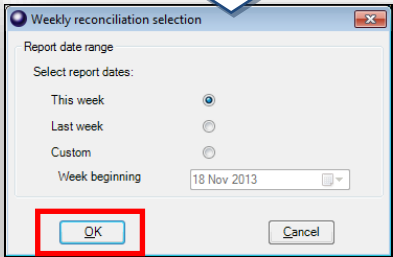 Weekly reconciliation selection
Report date range
Select report dates:
This week
Last week
Custom
Week beginning 18 Nov 2013
OK Cancel